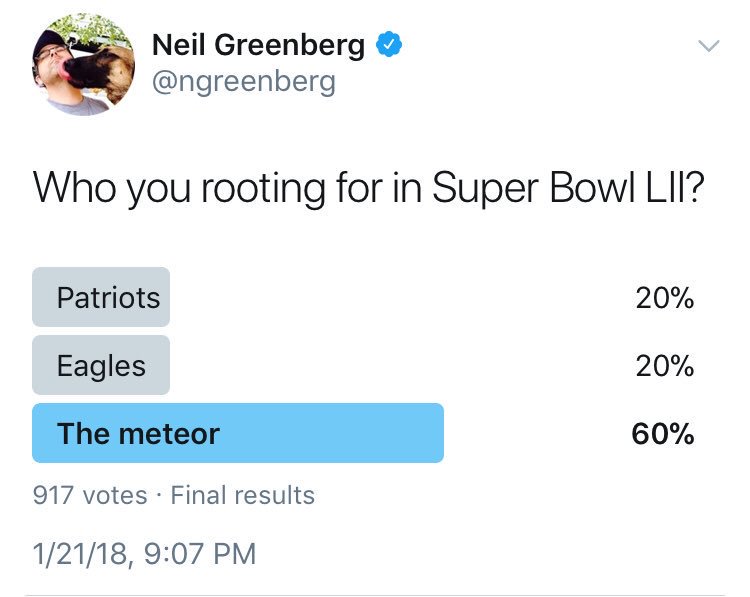 Neil Greenberg
@ngreenberg
Who you rooting for in Super Bowl LII?
Patriots 20%
Eagles 20%
The meteor 60%
917 votes · Final results
1/21/18, 9:07 PM